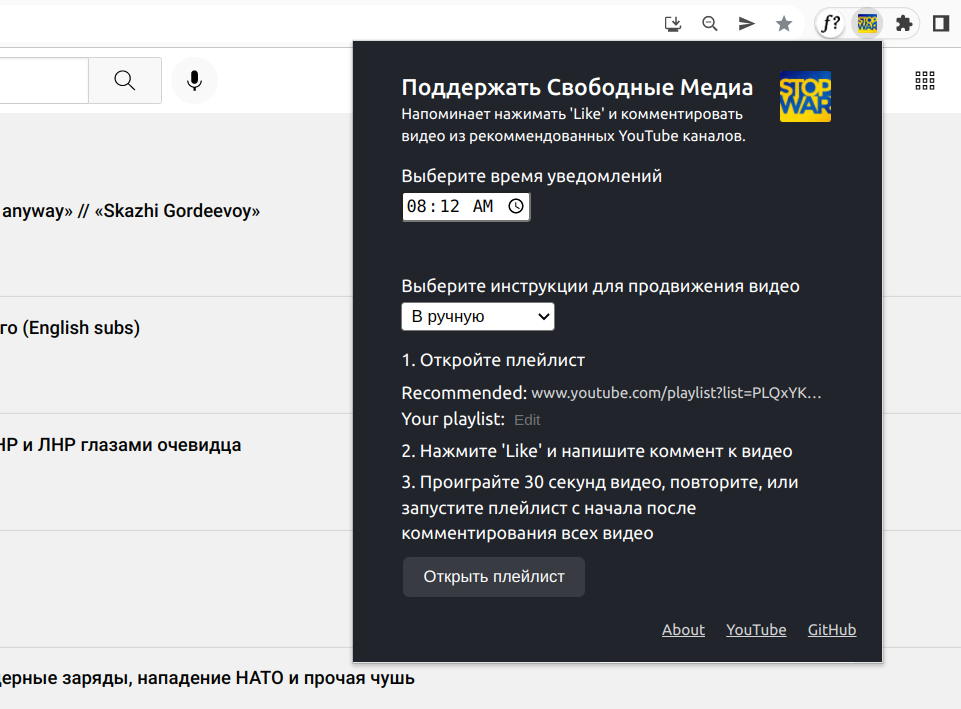 f?
STOP
WAR
Поддержать Свободные Медиа
Напоминает нажимать 'Like' и комментировать
видео из рекоммендованных YouTube каналов.
STOP
WAR
Выберите время уведомлений
08:12 AM
anyway» // «Skazhi Gordeevoy»
Выберите инструкции для продвижения видео
В ручную
го (English subs)
1. Откройте плейлист
Recommended: www.youtube.com/playlist?list=PLQxYK...
Your playlist: Edit
НР и ЛНР глазами очевидца
2. Нажмите 'Like' и напишите коммент к видео
3. Проиграйте 30 секунд видео, повторите, или
запустите плейлист с начала после
комментирования всех видео
Открыть плейлист
About YouTube GitHub
дерные заряды, нападение НАТО и прочая чушь